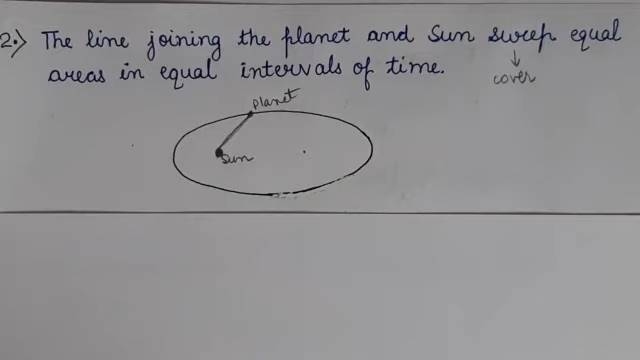 2.) The line joining the planet and Sun sweep equal
areas in equal intervals of time.
cover
planet
Sun